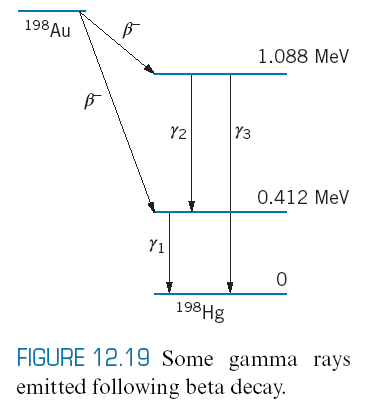 ¹⁹⁸Au
β⁻
1.088 MeV
β⁻
γ₂
γ₃
0.412 MeV
γ₁
0
¹⁹⁸Hg
FIGURE 12.19 Some gamma rays
emitted following beta decay.